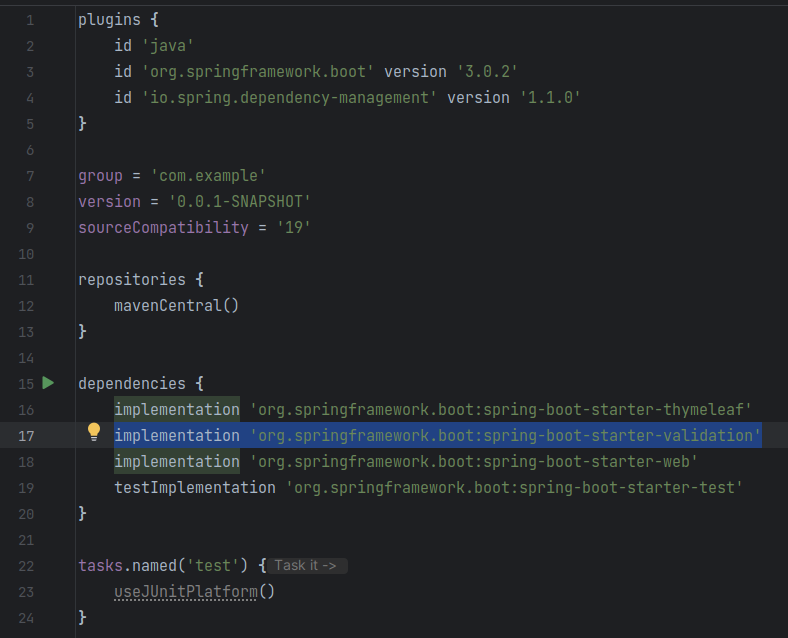 1 plugins {
2 id 'java'
3 id 'org.springframework.boot' version '3.0.2'
4 id 'io.spring.dependency-management' version '1.1.0'
5 }
6
7 group = 'com.example'
8 version = '0.0.1-SNAPSHOT'
9 sourceCompatibility = '19'
10
11 repositories {
12 mavenCentral()
13 }
14
15 dependencies {
16 implementation 'org.springframework.boot:spring-boot-starter-thymeleaf'
17 implementation 'org.springframework.boot:spring-boot-starter-validation'
18 implementation 'org.springframework.boot:spring-boot-starter-web'
19 testImplementation 'org.springframework.boot:spring-boot-starter-test'
20 }
21
22 tasks.named('test') { Task it ->
23 useJUnitPlatform()
24 }